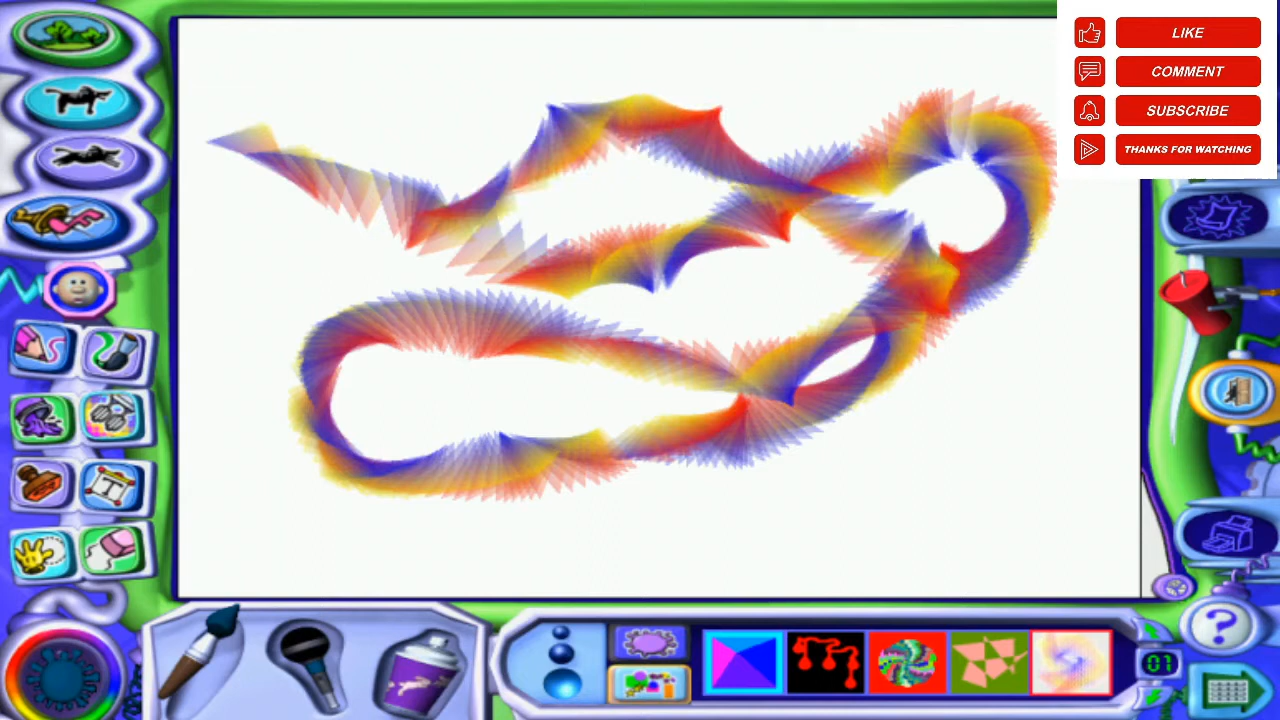 LIKE
COMMENT
SUBSCRIBE
THANKS FOR WATCHING
T
01
?